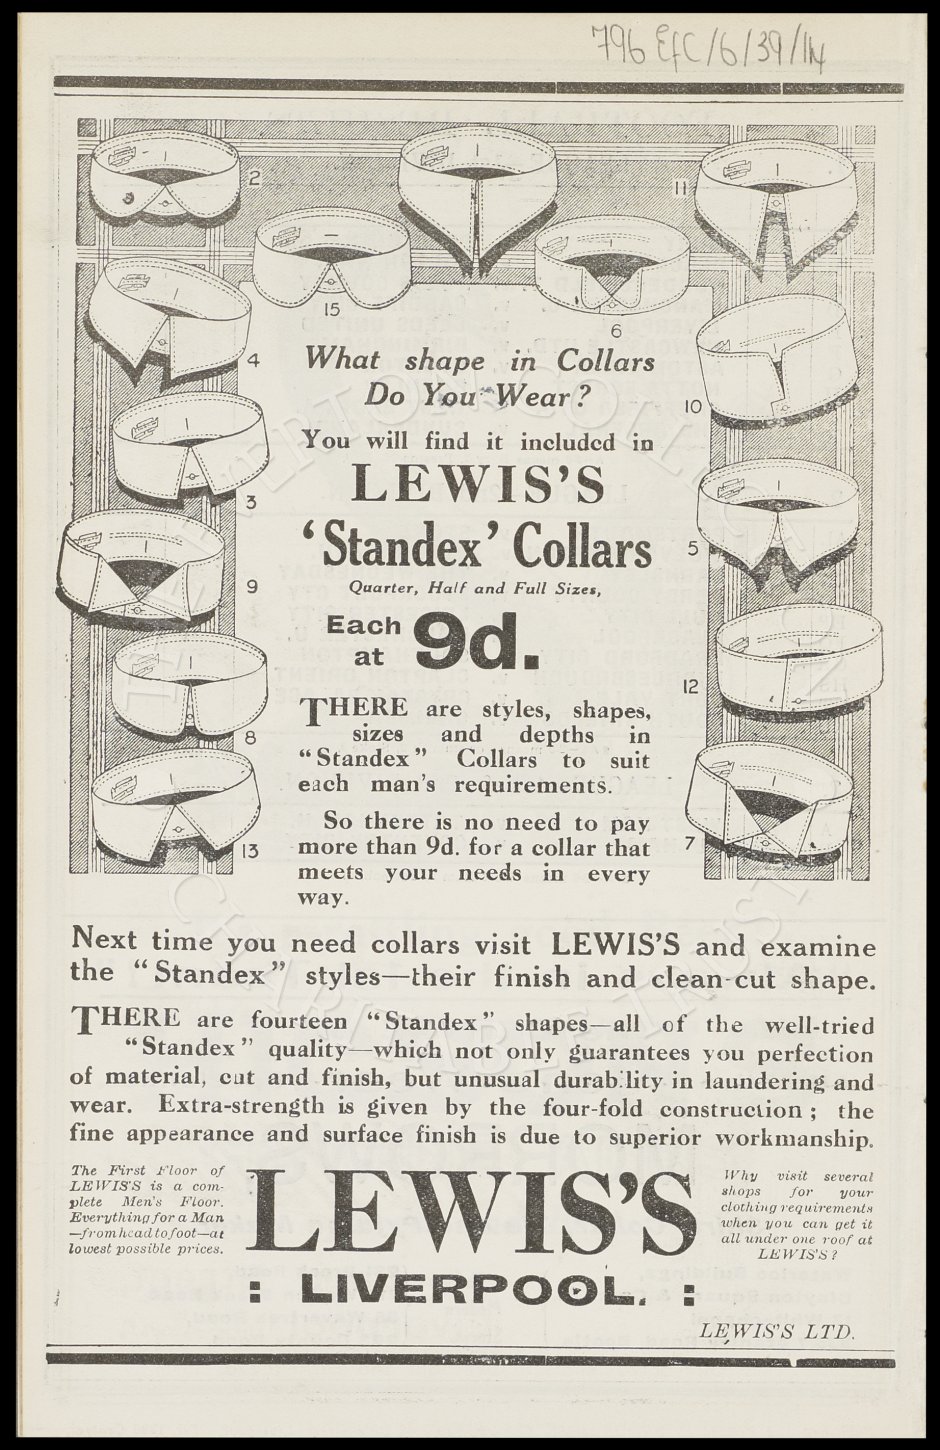 796 EFC/6/39/14
2
11
15
6
4
10
3
5
9
12
8
13
7
What shape in Collars
Do You Wear?
You will find it included in
LEWIS'S
'Standex' Collars
Quarter, Half and Full Sizes,
Each
at 9d.
THERE are styles, shapes,
sizes and depths in
"Standex" Collars to suit
each man's requirements.
So there is no need to pay
more than 9d. for a collar that
meets your needs in every
way.
Next time you need collars visit LEWIS'S and examine
the "Standex" styles—their finish and clean-cut shape.
THERE are fourteen "Standex" shapes—all of the well-tried
"Standex" quality—which not only guarantees you perfection
of material, cut and finish, but unusual durability in laundering and
wear. Extra-strength is given by the four-fold construction; the
fine appearance and surface finish is due to superior workmanship.
The First Floor of
LEWIS'S is a com-
plete Men's Floor.
Everything for a Man
—from head to foot—at
lowest possible prices.
LEWIS'S
: LIVERPOOL. :
Why visit several
shops for your
clothing requirements
when you can get it
all under one roof at
LEWIS'S?
LEWIS'S LTD.